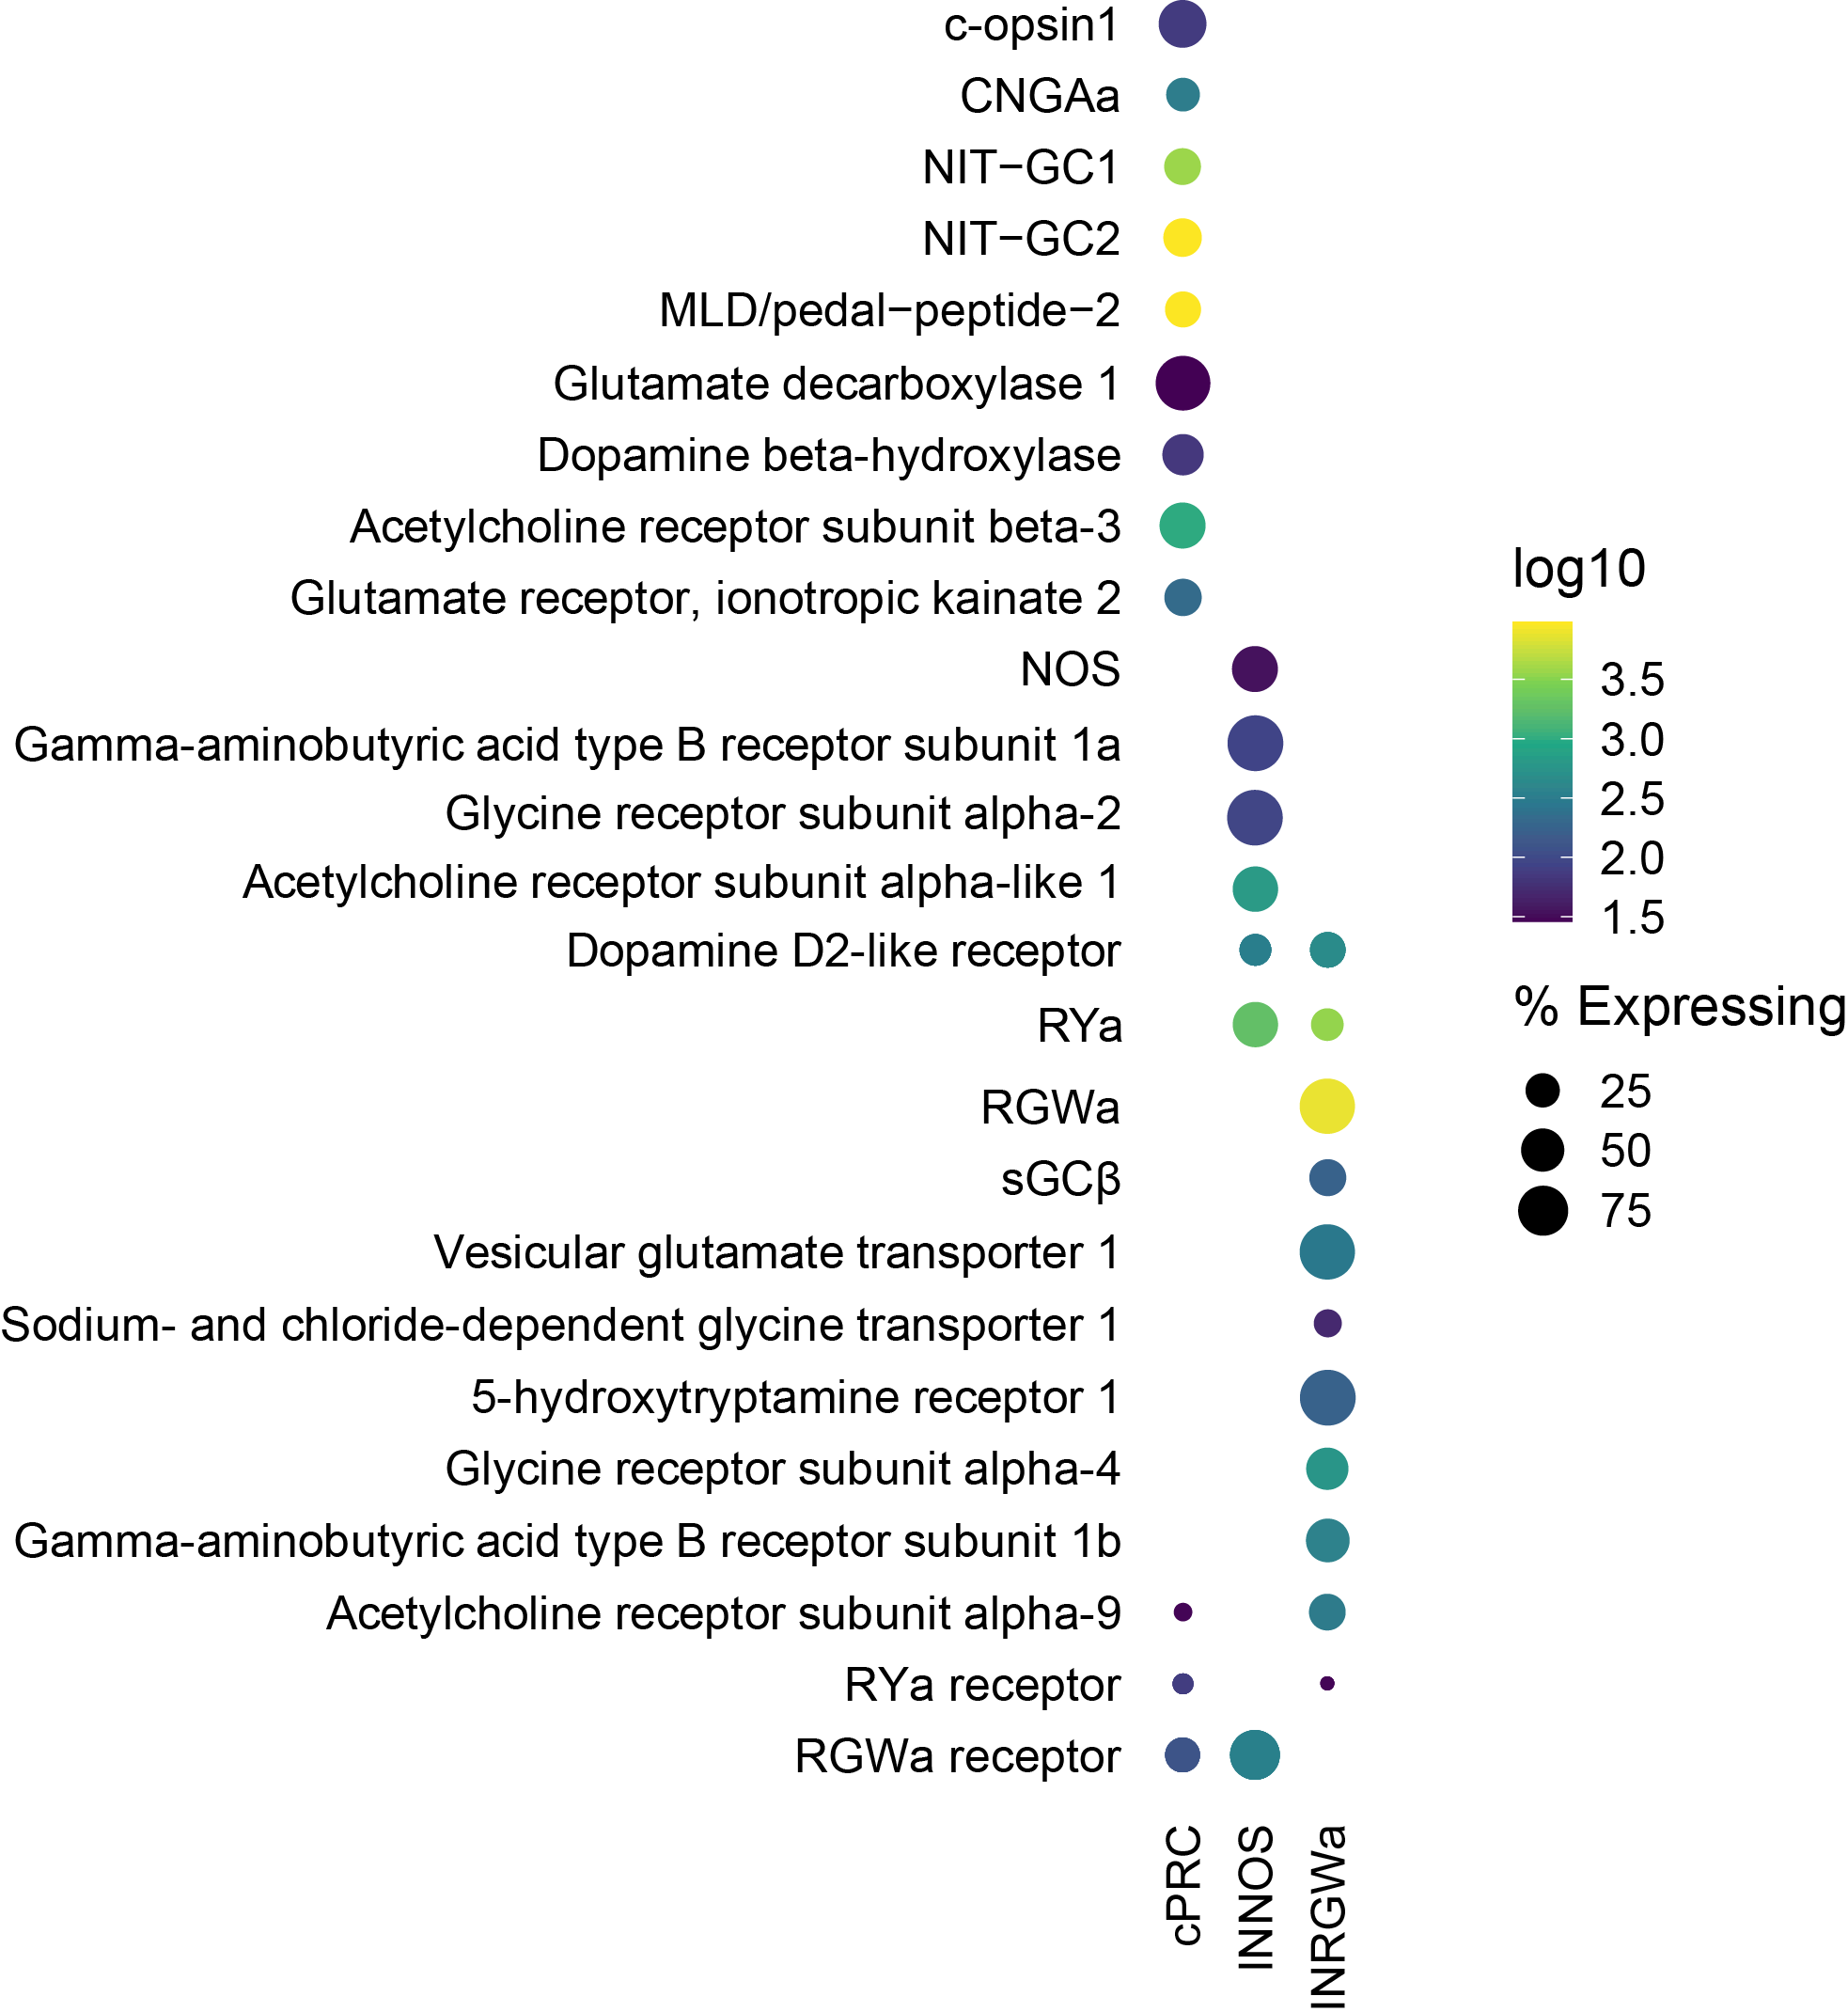 c-opsin1
CNGAa
NIT−GC1
NIT−GC2
MLD/pedal−peptide−2
Glutamate decarboxylase 1
Dopamine beta-hydroxylase
Acetylcholine receptor subunit beta-3
Glutamate receptor, ionotropic kainate 2
NOS
Gamma-aminobutyric acid type B receptor subunit 1a
Glycine receptor subunit alpha-2
Acetylcholine receptor subunit alpha-like 1
Dopamine D2-like receptor
RYa
RGWa
sGCβ
Vesicular glutamate transporter 1
Sodium- and chloride-dependent glycine transporter 1
5-hydroxytryptamine receptor 1
Glycine receptor subunit alpha-4
Gamma-aminobutyric acid type B receptor subunit 1b
Acetylcholine receptor subunit alpha-9
RYa receptor
RGWa receptor
cPRC
INNOS
INRGWa
log10
3.5
3.0
2.5
2.0
1.5
% Expressing
25
50
75